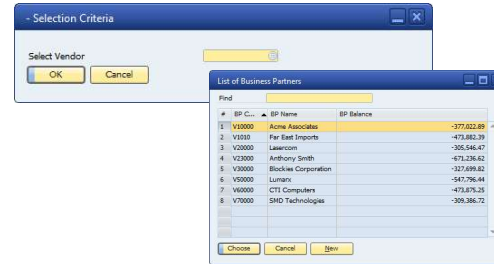 - Selection Criteria
Select Vendor
OK Cancel
List of Business Partners
Find
# BP C... BP Name BP Balance
1 V10000 Acme Associates -377,022.89
2 V1010 Far East Imports -473,882.39
3 V20000 Lasercom -305,546.47
4 V23000 Anthony Smith -671,236.62
5 V30000 Blockies Corporation -327,699.82
6 V50000 Lumarx -547,796.44
7 V60000 CTI Computers -473,875.25
8 V70000 SMD Technologies -309,386.72
Choose Cancel New